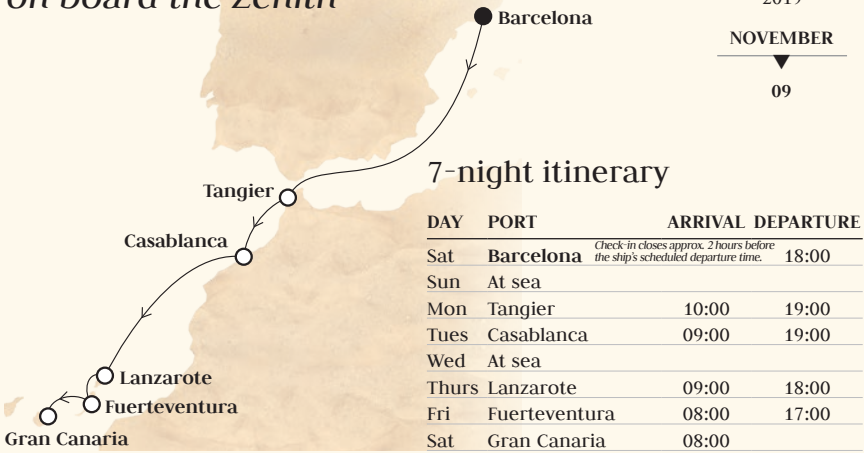 on board the Zenith
2019
NOVEMBER
09
Barcelona
Tangier
Casablanca
Lanzarote
Fuerteventura
Gran Canaria
7-night itinerary
DAY PORT ARRIVAL DEPARTURE
Sat Barcelona Check-in closes approx. 2 hours before
the ship's scheduled departure time. 18:00
Sun At sea
Mon Tangier 10:00 19:00
Tues Casablanca 09:00 19:00
Wed At sea
Thurs Lanzarote 09:00 18:00
Fri Fuerteventura 08:00 17:00
Sat Gran Canaria 08:00